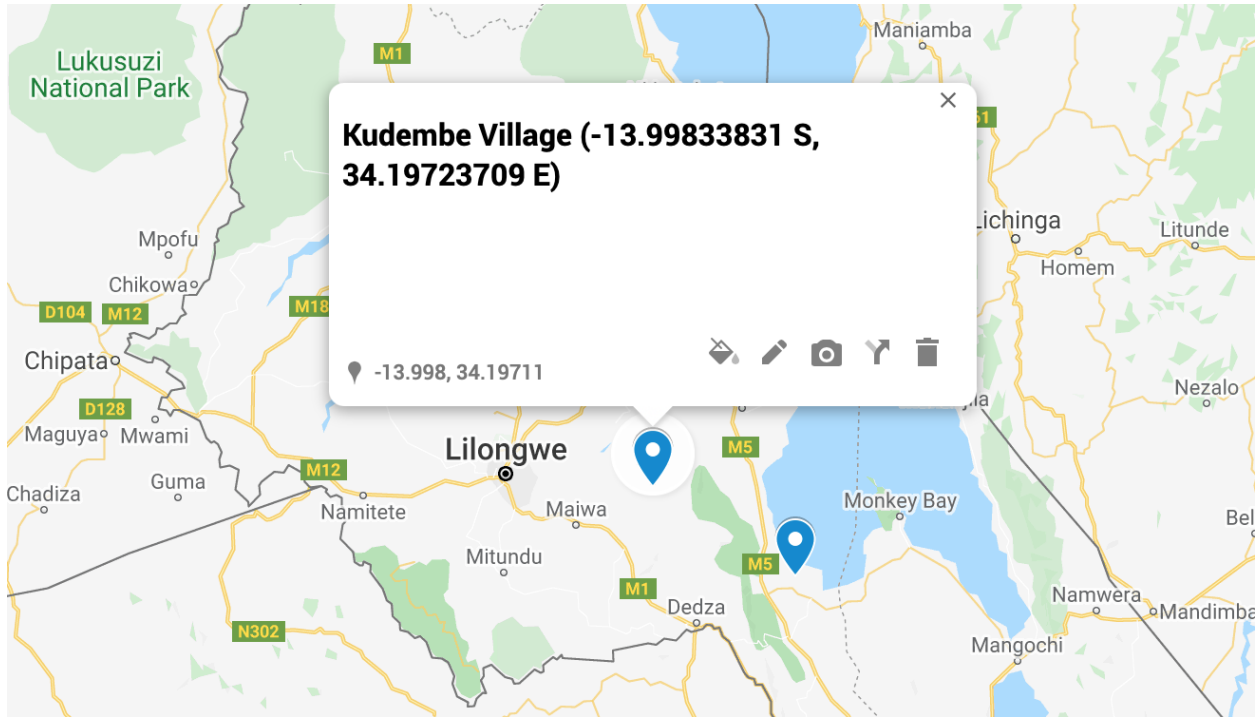 Maniamba
Lukusuzi
National Park
M1
Kudembe Village (-13.99833831 S,
34.19723709 E)
Lichinga
Litunde
Mpofu
Homem
Chikowa
D104
M12
M18
Chipata
-13.998, 34.19711
Nezalo
D128
Maguya
Mwami
Lilongwe
M5
M12
Guma
Chadiza
Namitete
Maiwa
Monkey Bay
Mitundu
M5
M1
Namwera
Dedza
Mandimba
N302
Mangochi